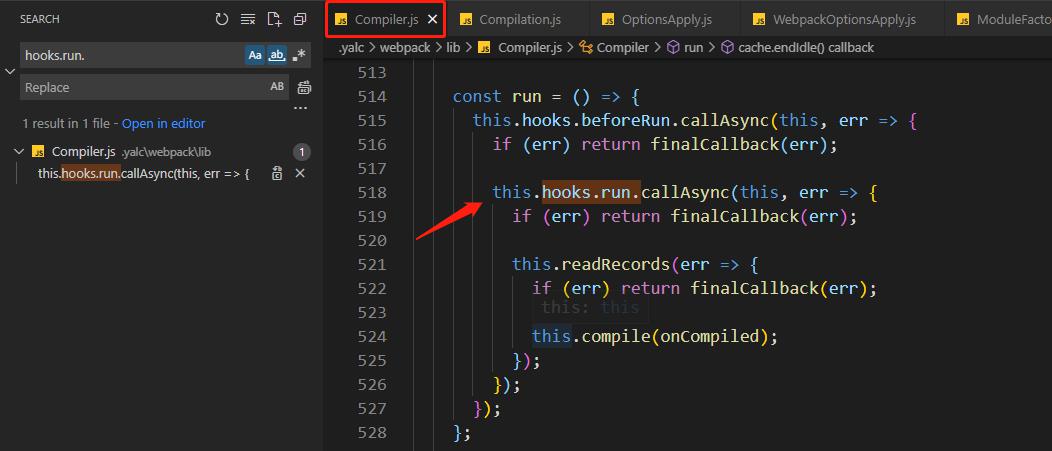 SEARCH
hooks.run.
Aa
ab
.*
Replace
AB
...
1 result in 1 file - Open in editor
JS Compiler.js .yalc\webpack\lib 1
this.hooks.run.callAsync(this, err => {
JS Compiler.js
JS Compilation.js
JS OptionsApply.js
JS WebpackOptionsApply.js
JS ModuleFacto
.yalc > webpack > lib > JS Compiler.js > Compiler > run > cache.endIdle() callback
513
514 const run = () => {
515 this.hooks.beforeRun.callAsync(this, err => {
516 if (err) return finalCallback(err);
517
518 this.hooks.run.callAsync(this, err => {
519 if (err) return finalCallback(err);
520
521 this.readRecords(err => {
522 if (err) return finalCallback(err);
523 this: this
524 this.compile(onCompiled);
525 });
526 });
527 });
528 };